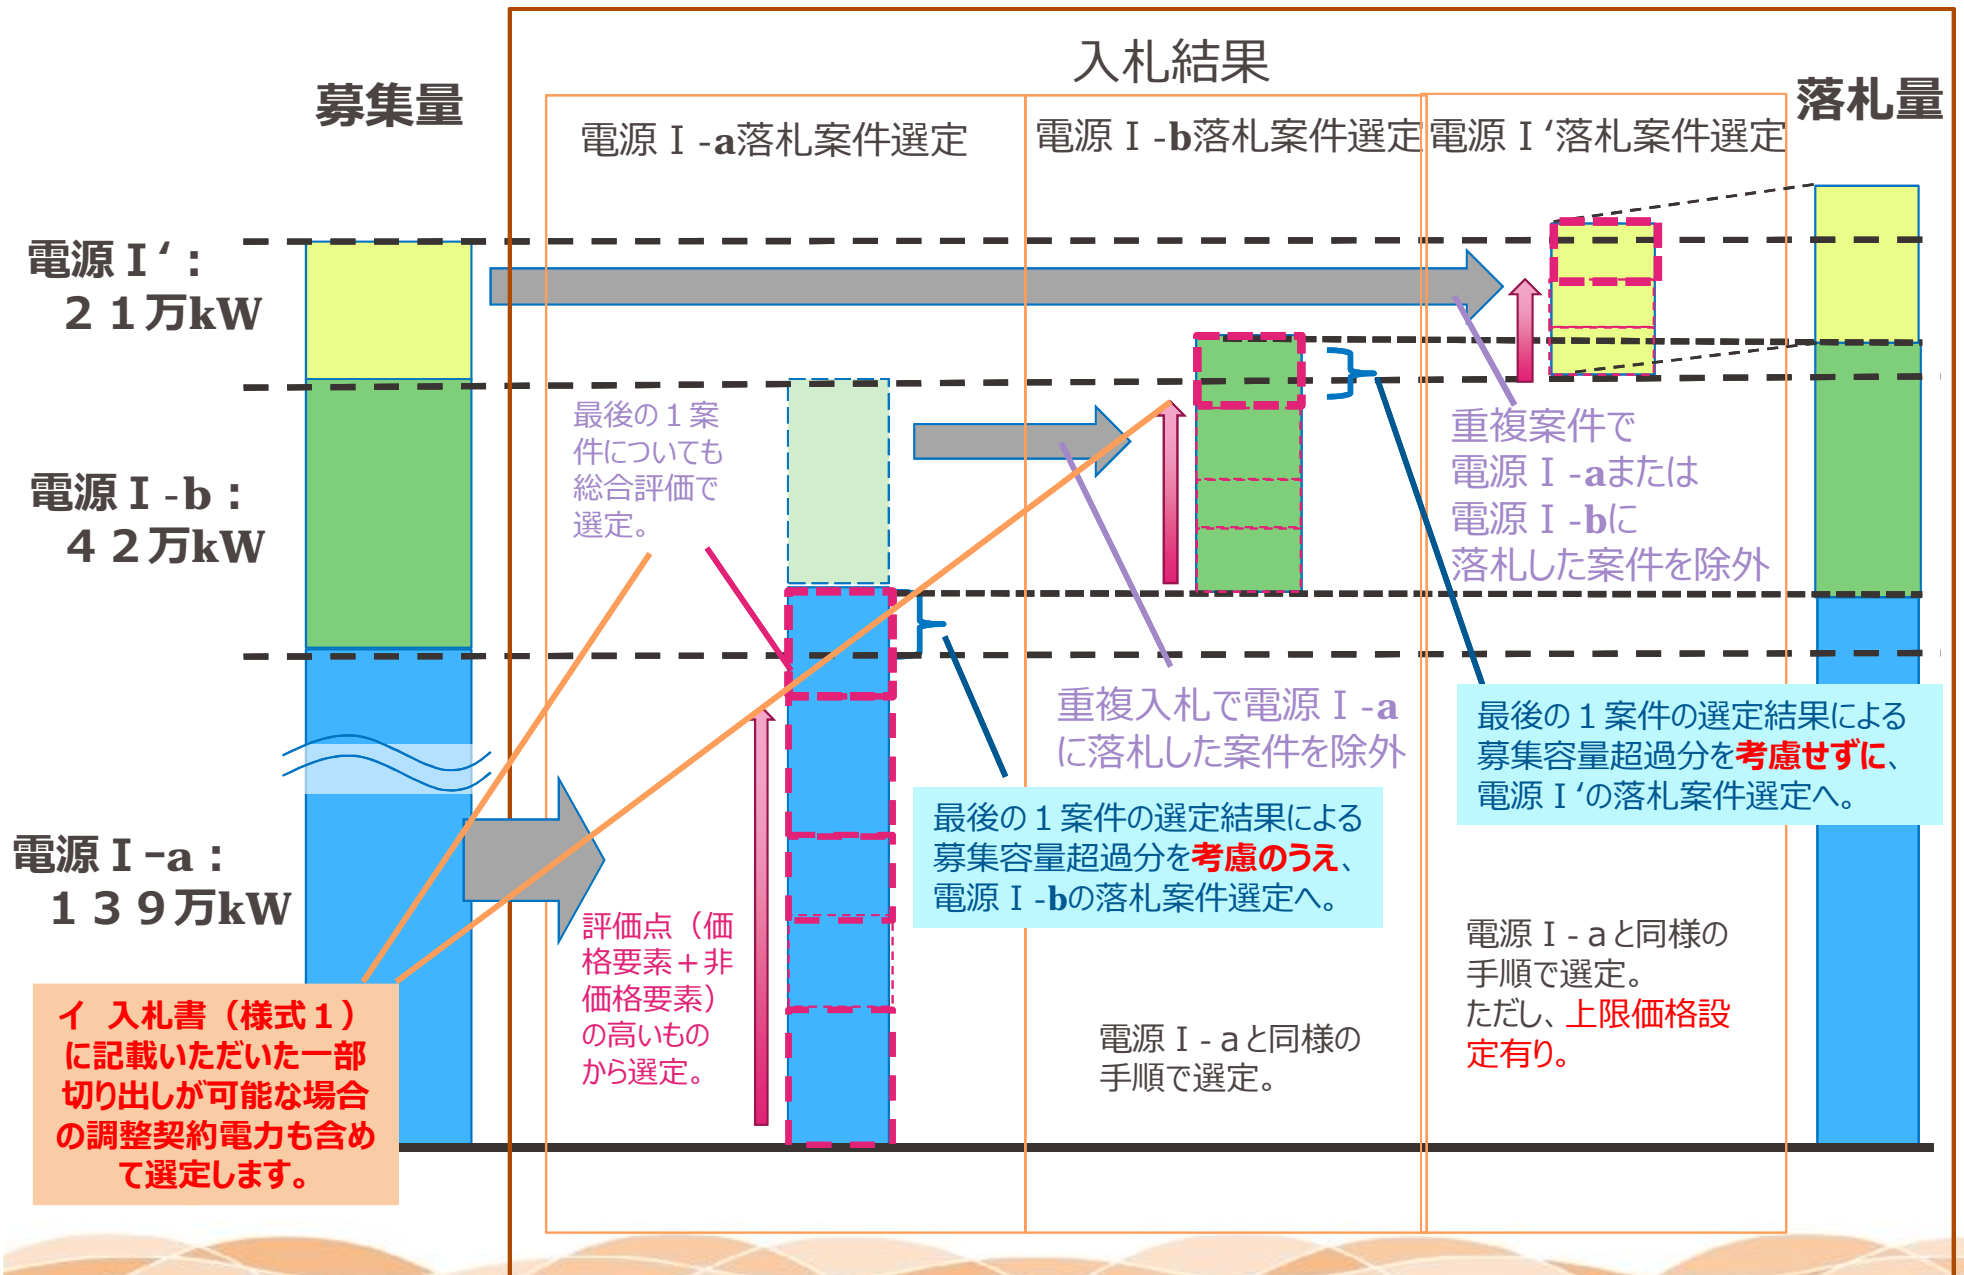 入札結果
募集量
落札量
電源Ⅰ-a落札案件選定
電源Ⅰ-b落札案件選定
電源Ⅰ‘落札案件選定
電源Ⅰ‘：
２１万kW
電源Ⅰ-b：
４２万kW
電源Ⅰ-a：
１３９万kW
最後の１案
件についても
総合評価で
選定。
重複案件で
電源Ⅰ-aまたは
電源Ⅰ-bに
落札した案件を除外
重複入札で電源Ⅰ-a
に落札した案件を除外
最後の１案件の選定結果による
募集容量超過分を考慮せずに、
電源Ⅰ‘の落札案件選定へ。
最後の１案件の選定結果による
募集容量超過分を考慮のうえ、
電源Ⅰ-bの落札案件選定へ。
評価点（価
格要素＋非
価格要素）
の高いもの
から選定。
電源Ⅰ-ａと同様の
手順で選定。
電源Ⅰ-ａと同様の
手順で選定。
ただし、上限価格設
定有り。
イ 入札書（様式１）
に記載いただいた一部
切り出しが可能な場合
の調整契約電力も含め
て選定します。